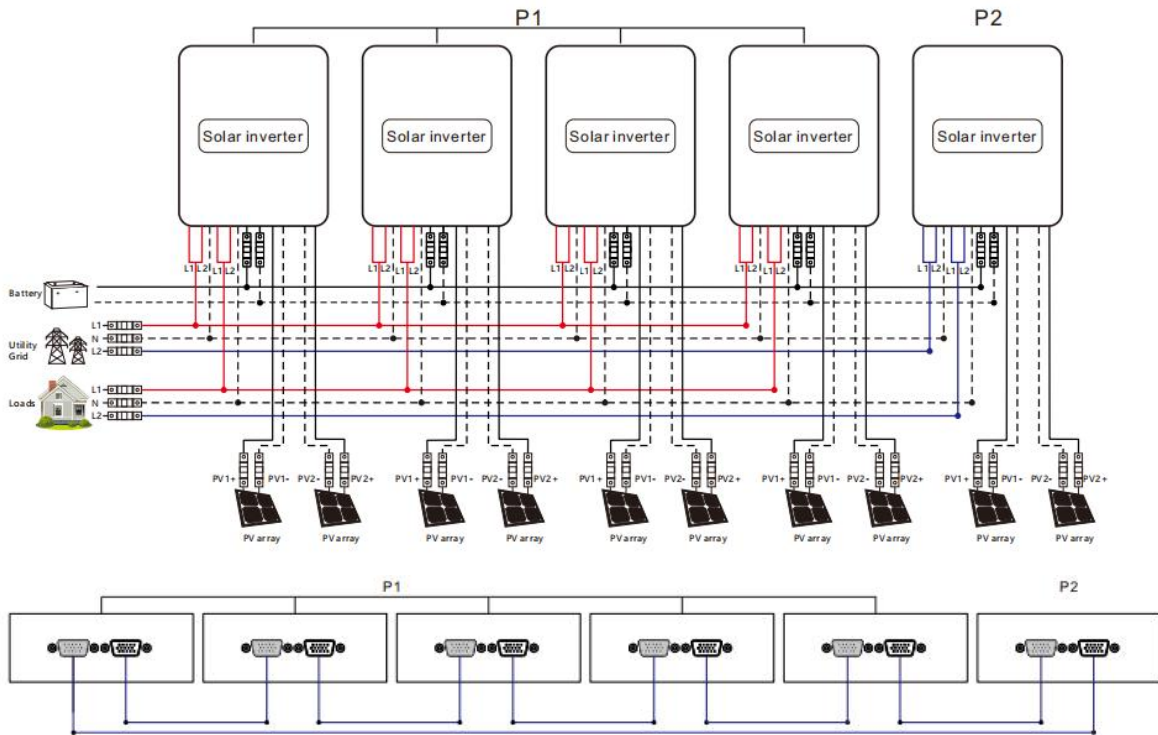 P1 P2
Solar inverter Solar inverter Solar inverter Solar inverter Solar inverter
L1 L2 L1 L2 L1 L2 L1 L2 L1 L2 L1 L2 L1 L2 L1 L2 L1 L2 L1 L2
Battery
L1
Utility
Grid
N
L2
L1
Loads
N
L2
PV1+ PV1- PV2- PV2+ PV1+ PV1- PV2- PV2+ PV1+ PV1- PV2- PV2+ PV1+ PV1- PV2- PV2+ PV1+ PV1- PV2- PV2+
PV array PV array PV array PV array PV array PV array PV array PV array PV array PV array
P1 P2